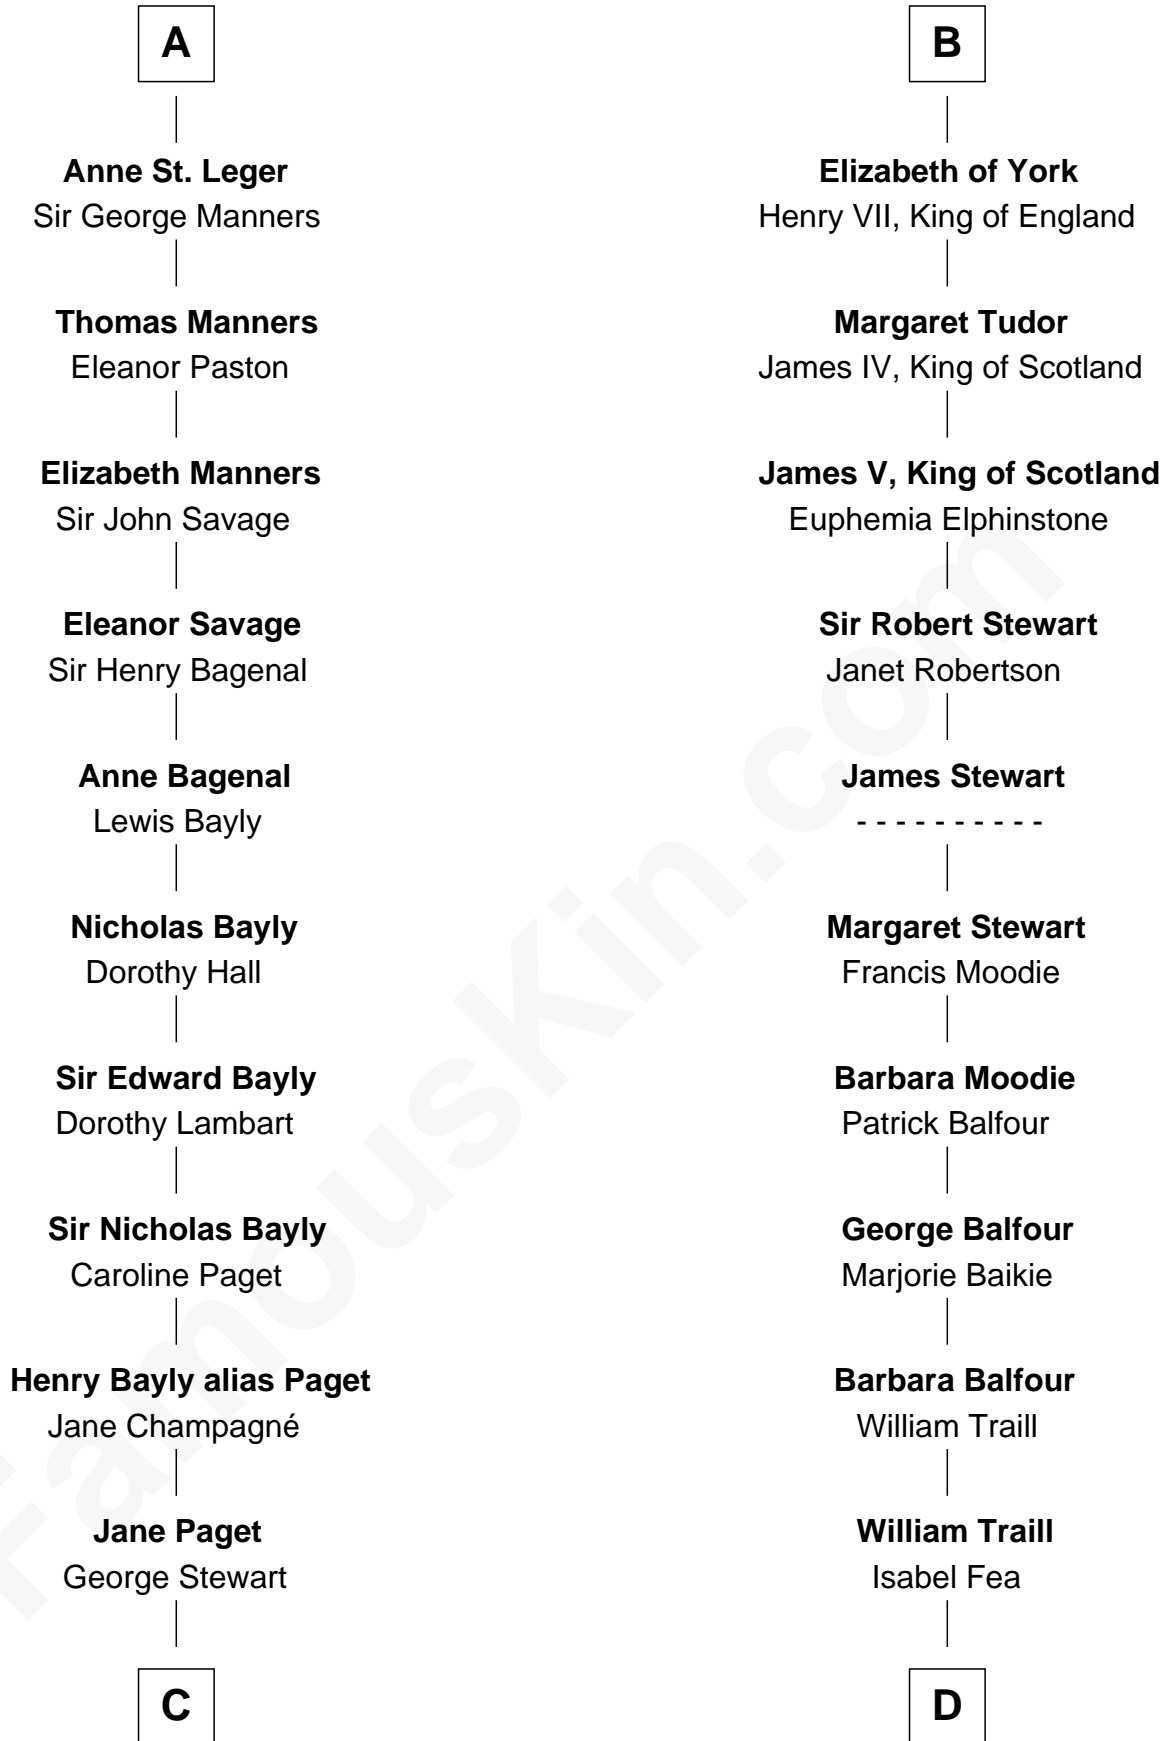 A
Anne St. Leger
Sir George Manners
Thomas Manners
Eleanor Paston
Elizabeth Manners
Sir John Savage
Eleanor Savage
Sir Henry Bagenal
Anne Bagenal
Lewis Bayly
Nicholas Bayly
Dorothy Hall
Sir Edward Bayly
Dorothy Lambart
Sir Nicholas Bayly
Caroline Paget
Henry Bayly alias Paget
Jane Champagné
Jane Paget
George Stewart
C
B
Elizabeth of York
Henry VII, King of England
Margaret Tudor
James IV, King of Scotland
James V, King of Scotland
Euphemia Elphinstone
Sir Robert Stewart
Janet Robertson
James Stewart
- - - - - - - - - -
Margaret Stewart
Francis Moodie
Barbara Moodie
Patrick Balfour
George Balfour
Marjorie Baikie
Barbara Balfour
William Traill
William Traill
Isabel Fea
D
FamousKin.com